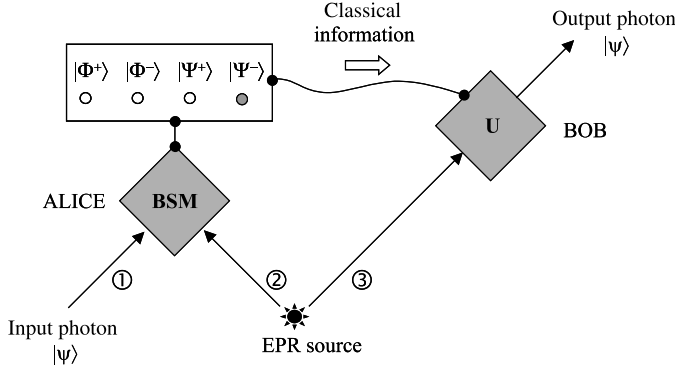 Classical
information
Output photon
|ψ⟩
|Φ⁺⟩ |Φ⁻⟩ |Ψ⁺⟩ |Ψ⁻⟩
U
BOB
ALICE
BSM
① ② ③
Input photon
|ψ⟩
EPR source